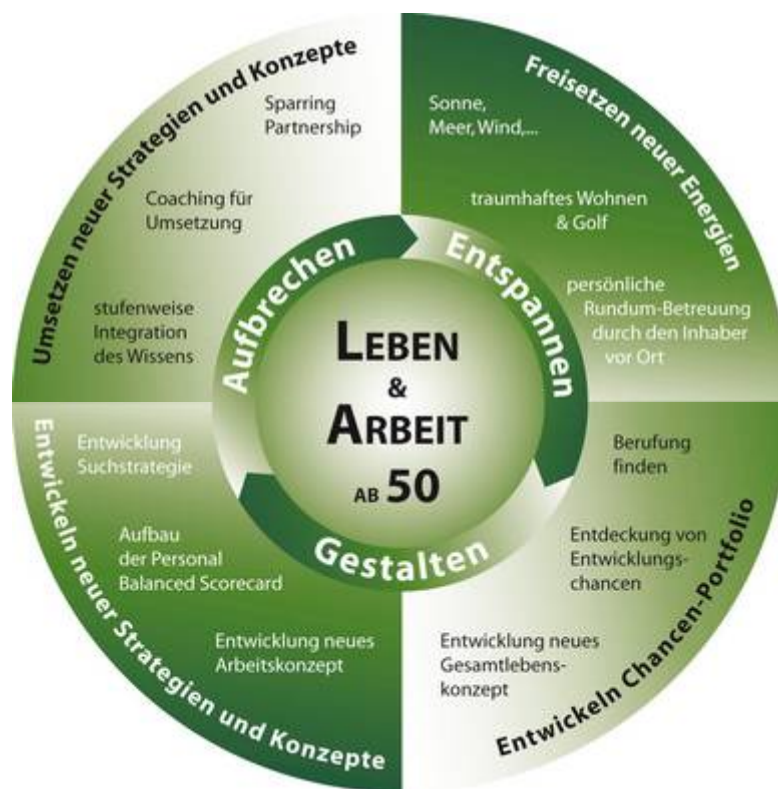 Umsetzen neuer Strategien und Konzepte
Sparring
Partnership
Coaching für
Umsetzung
stufenweise
Integration
des Wissens
Freisetzen neuer Energien
Sonne,
Meer, Wind,...
traumhaftes Wohnen
& Golf
persönliche
Rundum-Betreuung
durch den Inhaber
vor Ort
Aufbrechen
Entspannen
Gestalten
LEBEN
&
ARBEIT
AB 50
Entwicklung
Suchstrategie
Aufbau
der Personal
Balanced Scorecard
Entwicklung neues
Arbeitskonzept
Entwickeln neuer Strategien und Konzepte
Berufung
finden
Entdeckung von
Entwicklungs-
chancen
Entwicklung neues
Gesamtlebens-
konzept
Entwickeln Chancen-Portfolio